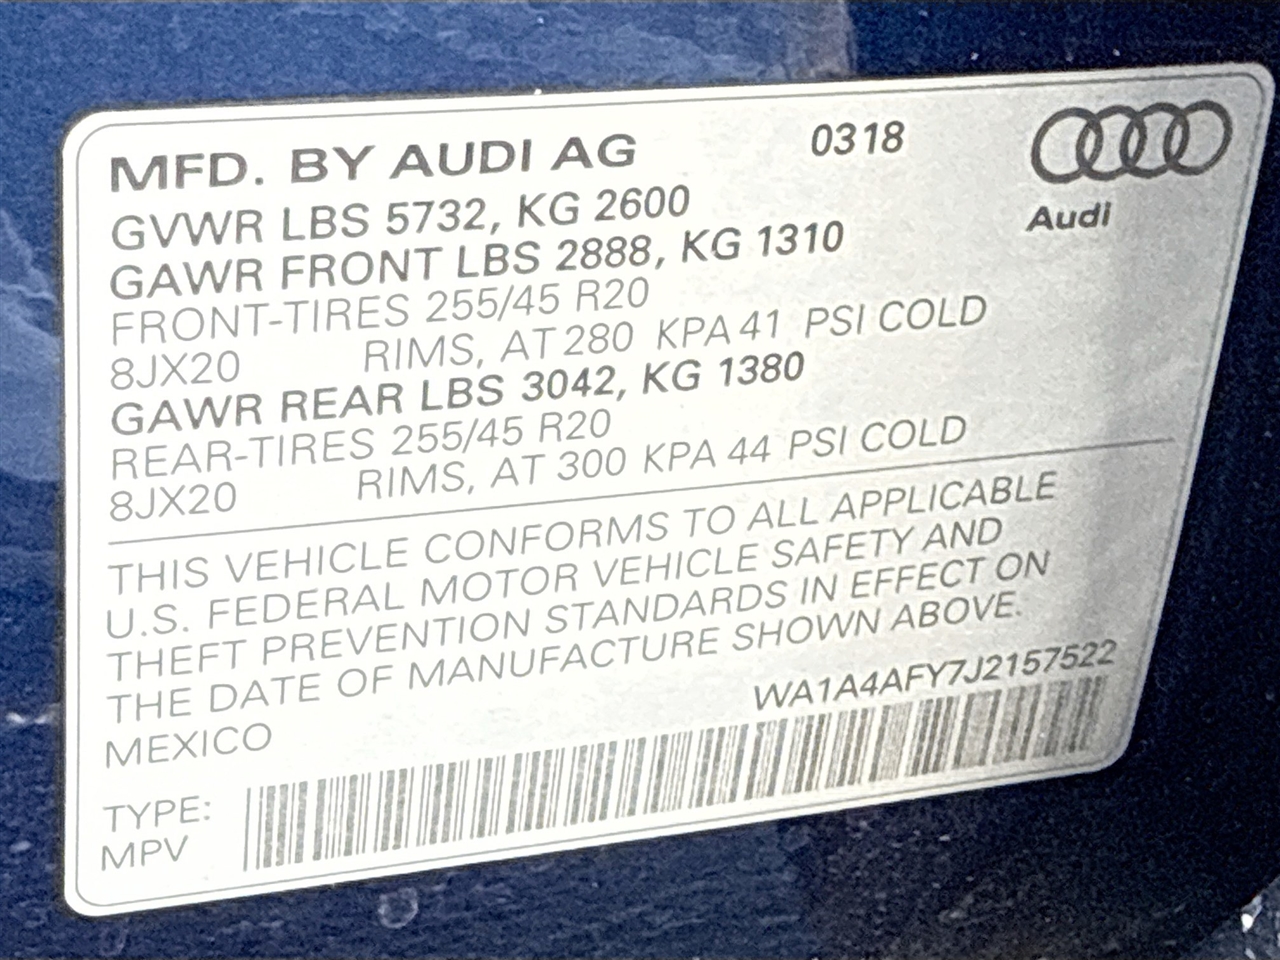 MFD. BY AUDI AG 0318
Audi
GVWR LBS 5732, KG 2600
GAWR FRONT LBS 2888, KG 1310
FRONT-TIRES 255/45 R20
8JX20 RIMS, AT 280 KPA 41 PSI COLD
GAWR REAR LBS 3042, KG 1380
REAR-TIRES 255/45 R20
8JX20 RIMS, AT 300 KPA 44 PSI COLD
THIS VEHICLE CONFORMS TO ALL APPLICABLE
U.S. FEDERAL MOTOR VEHICLE SAFETY AND
THEFT PREVENTION STANDARDS IN EFFECT ON
THE DATE OF MANUFACTURE SHOWN ABOVE.
MEXICO WA1A4AFY7J2157522
TYPE:
MPV